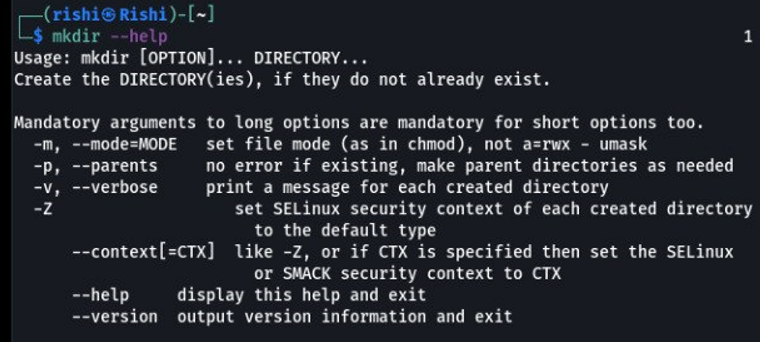 ┌──(rishi㉿Rishi)-[~]
└─$ mkdir --help 1
Usage: mkdir [OPTION]... DIRECTORY...
Create the DIRECTORY(ies), if they do not already exist.

Mandatory arguments to long options are mandatory for short options too.
  -m, --mode=MODE   set file mode (as in chmod), not a=rwx - umask
  -p, --parents     no error if existing, make parent directories as needed
  -v, --verbose     print a message for each created directory
  -Z                   set SELinux security context of each created directory
                         to the default type
      --context[=CTX]  like -Z, or if CTX is specified then set the SELinux
                         or SMACK security context to CTX
      --help     display this help and exit
      --version  output version information and exit